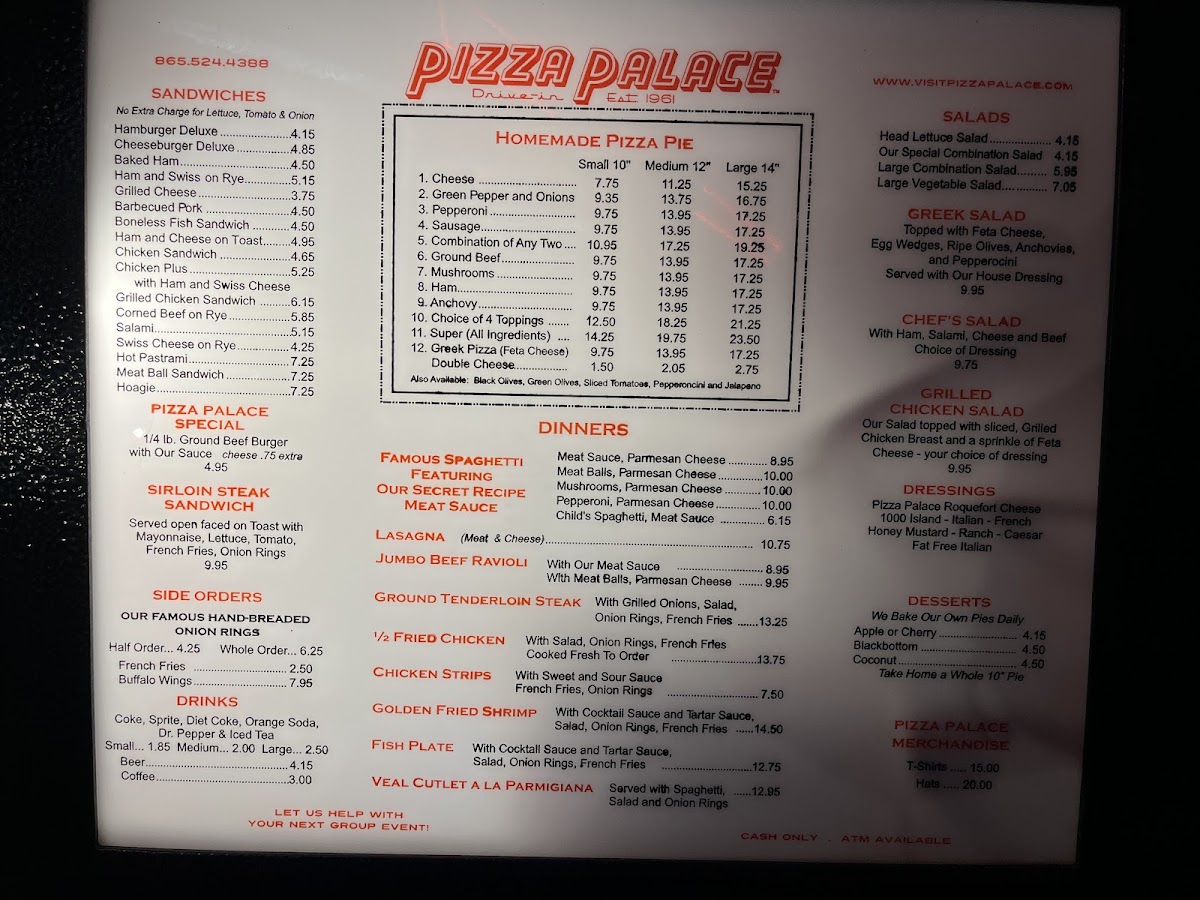 865.524.4388
PIZZA PALACE™
Drive-in Est 1961
WWW.VISITPIZZAPALACE.COM
SANDWICHES
No Extra Charge for Lettuce, Tomato & Onion
Hamburger Deluxe ..........4.15
Cheeseburger Deluxe ..........4.85
Baked Ham..........4.50
Ham and Swiss on Rye..........5.15
Grilled Cheese..........3.75
Barbecued Pork ..........4.50
Boneless Fish Sandwich ..........4.50
Ham and Cheese on Toast.......4.95
Chicken Sandwich ..........4.65
Chicken Plus..........5.25
with Ham and Swiss Cheese
Grilled Chicken Sandwich .........6.15
Corned Beef on Rye..........5.85
Salami..........5.15
Swiss Cheese on Rye..........4.25
Hot Pastrami..........7.25
Meat Ball Sandwich ..........7.25
Hoagie..........7.25
PIZZA PALACE
SPECIAL
1/4 lb. Ground Beef Burger
with Our Sauce cheese .75 extra
4.95
SIRLOIN STEAK
SANDWICH
Served open faced on Toast with
Mayonnaise, Lettuce, Tomato,
French Fries, Onion Rings
9.95
SIDE ORDERS
OUR FAMOUS HAND-BREADED
ONION RINGS
Half Order... 4.25 Whole Order... 6.25
French Fries ..........2.50
Buffalo Wings..........7.95
DRINKS
Coke, Sprite, Diet Coke, Orange Soda,
Dr. Pepper & Iced Tea
Small... 1.85 Medium... 2.00 Large... 2.50
Beer..........4.15
Coffee..........3.00
LET US HELP WITH
YOUR NEXT GROUP EVENT!
HOMEMADE PIZZA PIE
Small 10" Medium 12" Large 14"
1. Cheese .......... 7.75 11.25 15.25
2. Green Pepper and Onions 9.35 13.75 16.75
3. Pepperoni .......... 9.75 13.95 17.25
4. Sausage.......... 9.75 13.95 17.25
5. Combination of Any Two .... 10.95 17.25 19.25
6. Ground Beef.......... 9.75 13.95 17.25
7. Mushrooms .......... 9.75 13.95 17.25
8. Ham.......... 9.75 13.95 17.25
9. Anchovy.......... 9.75 13.95 17.25
10. Choice of 4 Toppings ....... 12.50 18.25 21.25
11. Super (All Ingredients) .... 14.25 19.75 23.50
12. Greek Pizza (Feta Cheese) 9.75 13.95 17.25
Double Cheese.......... 1.50 2.05 2.75
Also Available: Black Olives, Green Olives, Sliced Tomatoes, Pepperoncini and Jalapeno
DINNERS
FAMOUS SPAGHETTI
FEATURING
OUR SECRET RECIPE
MEAT SAUCE
Meat Sauce, Parmesan Cheese ............ 8.95
Meat Balls, Parmesan Cheese ............10.00
Mushrooms, Parmesan Cheese ...........10.00
Pepperoni, Parmesan Cheese.............10.00
Child's Spaghetti, Meat Sauce ............. 6.15
LASAGNA (Meat & Cheese).......... 10.75
JUMBO BEEF RAVIOLI With Our Meat Sauce .......... 8.95
With Meat Balls, Parmesan Cheese ........ 9.95
GROUND TENDERLOIN STEAK With Grilled Onions, Salad,
Onion Rings, French Fries ......13.25
½ FRIED CHICKEN With Salad, Onion Rings, French Fries
Cooked Fresh To Order ..........13.75
CHICKEN STRIPS With Sweet and Sour Sauce
French Fries, Onion Rings .......... 7.50
GOLDEN FRIED SHRIMP With Cocktail Sauce and Tartar Sauce,
Salad, Onion Rings, French Fries ......14.50
FISH PLATE With Cocktail Sauce and Tartar Sauce,
Salad, Onion Rings, French Fries ..........12.75
VEAL CUTLET A LA PARMIGIANA Served with Spaghetti, ......12.95
Salad and Onion Rings
SALADS
Head Lettuce Salad.......... 4.15
Our Special Combination Salad 4.15
Large Combination Salad........ 5.95
Large Vegetable Salad........... 7.05
GREEK SALAD
Topped with Feta Cheese,
Egg Wedges, Ripe Olives, Anchovies,
and Pepperocini
Served with Our House Dressing
9.95
CHEF'S SALAD
With Ham, Salami, Cheese and Beef
Choice of Dressing
9.75
GRILLED
CHICKEN SALAD
Our Salad topped with sliced, Grilled
Chicken Breast and a sprinkle of Feta
Cheese - your choice of dressing
9.95
DRESSINGS
Pizza Palace Roquefort Cheese
1000 Island - Italian - French
Honey Mustard - Ranch - Caesar
Fat Free Italian
DESSERTS
We Bake Our Own Pies Daily
Apple or Cherry .......... 4.15
Blackbottom .......... 4.50
Coconut.......... 4.50
Take Home a Whole 10" Pie
PIZZA PALACE
MERCHANDISE
T-Shirts ..... 15.00
Hats ..... 20.00
CASH ONLY . ATM AVAILABLE